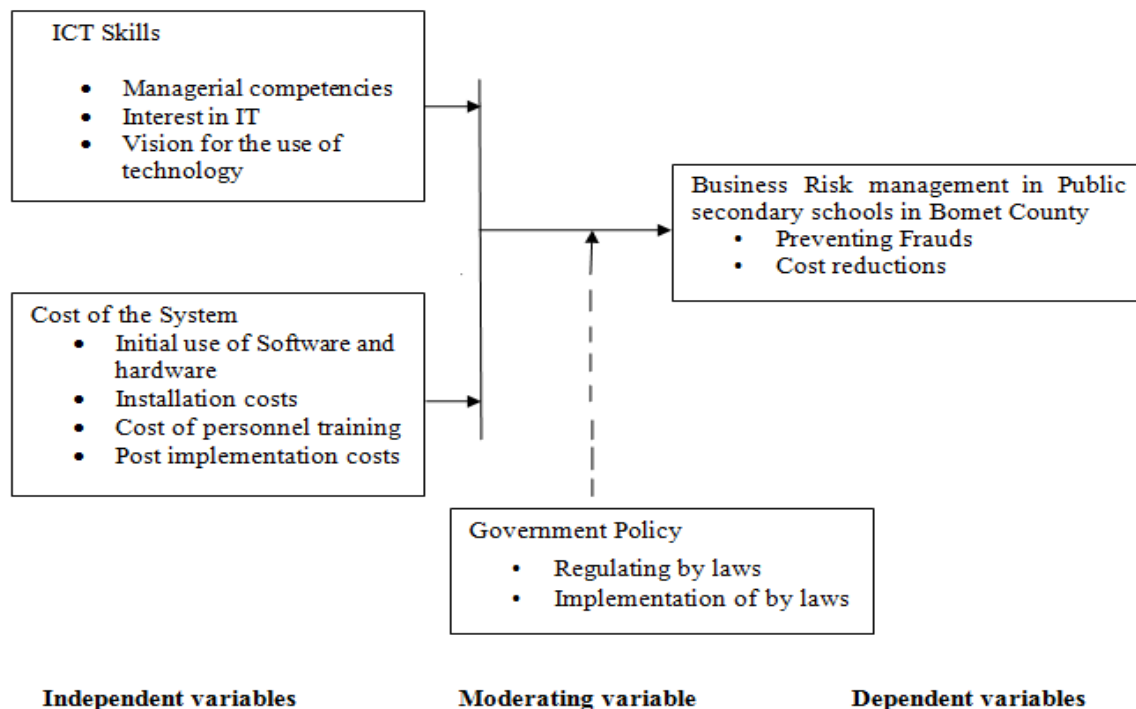 ICT Skills
• Managerial competencies
• Interest in IT
• Vision for the use of
technology
Business Risk management in Public
secondary schools in Bomet County
• Preventing Frauds
• Cost reductions
Cost of the System
• Initial use of Software and
hardware
• Installation costs
• Cost of personnel training
• Post implementation costs
Government Policy
• Regulating by laws
• Implementation of by laws
Independent variables Moderating variable Dependent variables